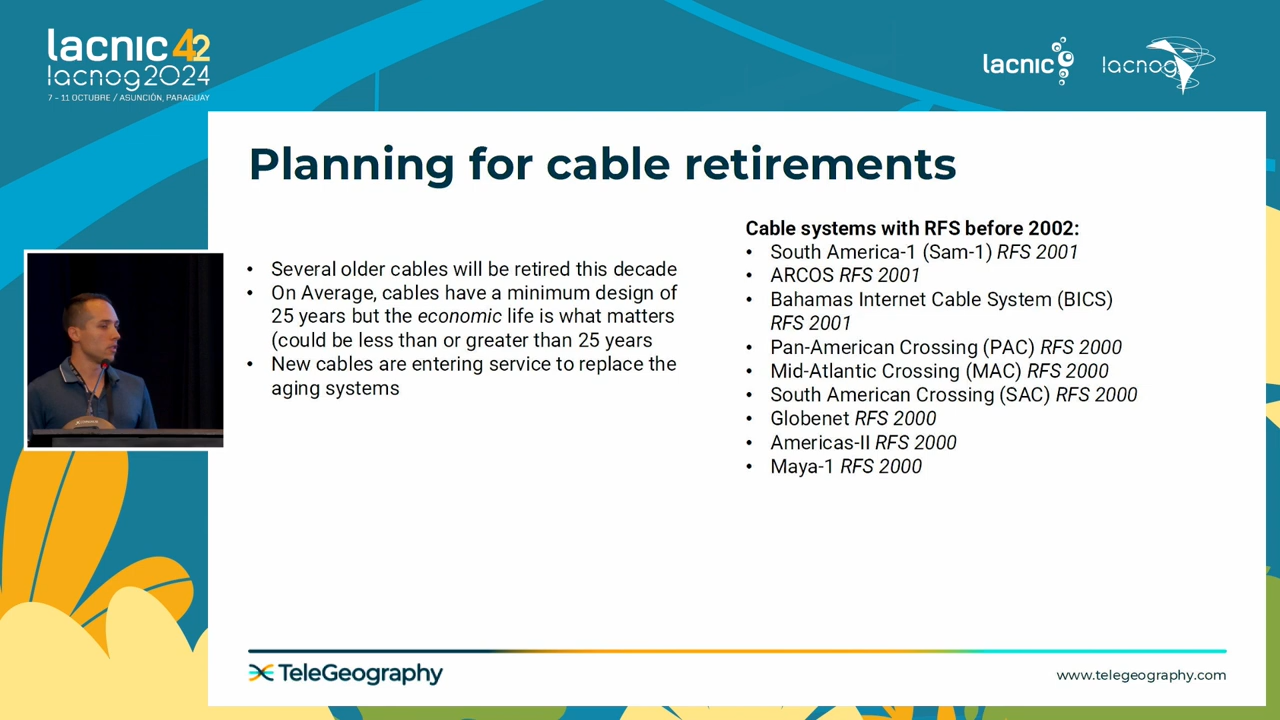 lacnic 42
lacnog2024
7 - 11 OCTUBRE / ASUNCIÓN, PARAGUAY
lacnic
lacnog
Planning for cable retirements
• Several older cables will be retired this decade
• On Average, cables have a minimum design of
25 years but the economic life is what matters
(could be less than or greater than 25 years
• New cables are entering service to replace the
aging systems
Cable systems with RFS before 2002:
• South America-1 (Sam-1) RFS 2001
• ARCOS RFS 2001
• Bahamas Internet Cable System (BICS)
RFS 2001
• Pan-American Crossing (PAC) RFS 2000
• Mid-Atlantic Crossing (MAC) RFS 2000
• South American Crossing (SAC) RFS 2000
• Globenet RFS 2000
• Americas-II RFS 2000
• Maya-1 RFS 2000
TeleGeography
www.telegeography.com